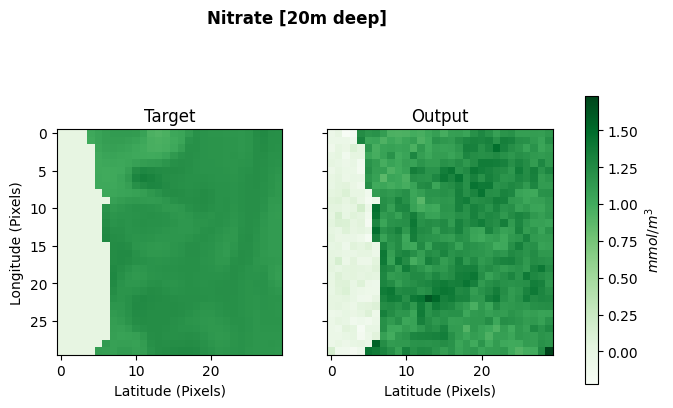 Nitrate [20m deep]
Target
Output
0
5
10
15
20
25
Longitude (Pixels)
0
10
20
Latitude (Pixels)
0
10
20
Latitude (Pixels)
1.50
1.25
1.00
0.75
0.50
0.25
0.00
mmol/m³